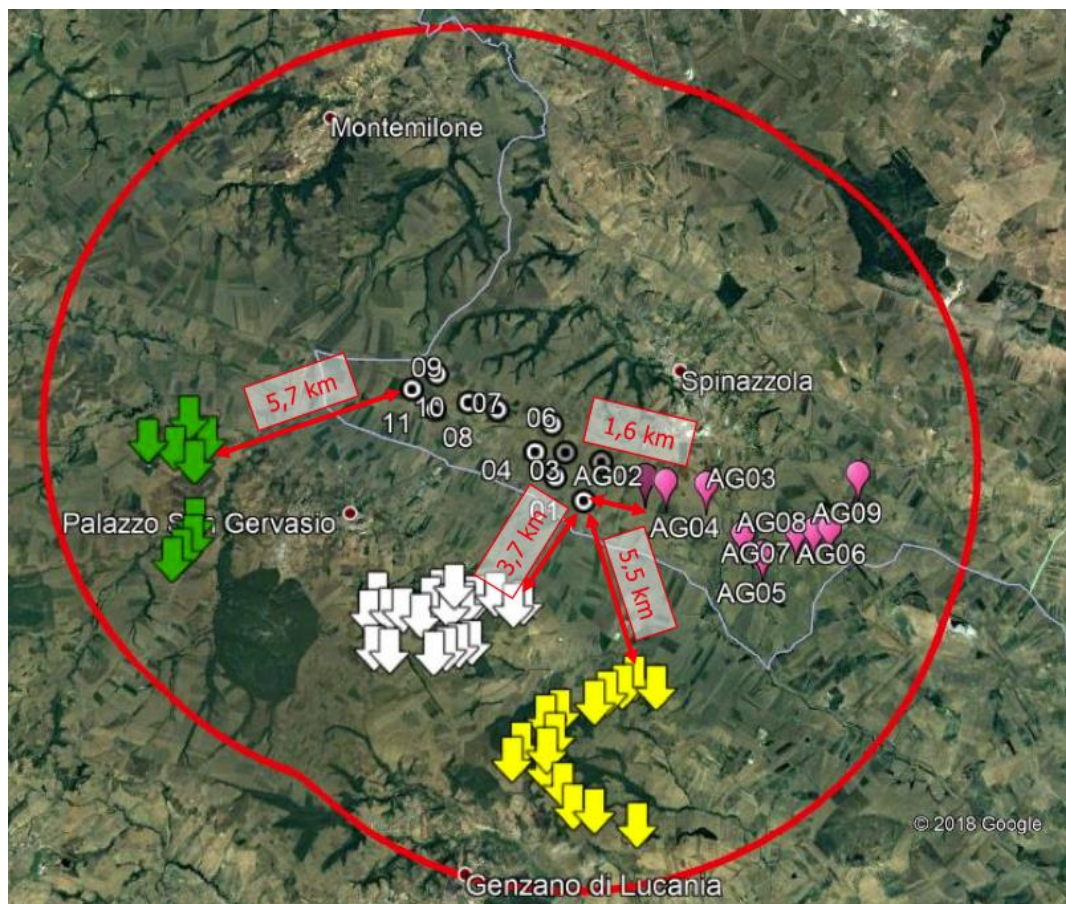 Montemilone
09
5,7 km
Spinazzola
10
07
11
08
06
1,6 km
04
03
AG02
AG03
01
Palazzo San Gervasio
AG04
AG08
AG09
3,7 km
5,5 km
AG07
AG06
AG05
© 2018 Google
Genzano di Lucania